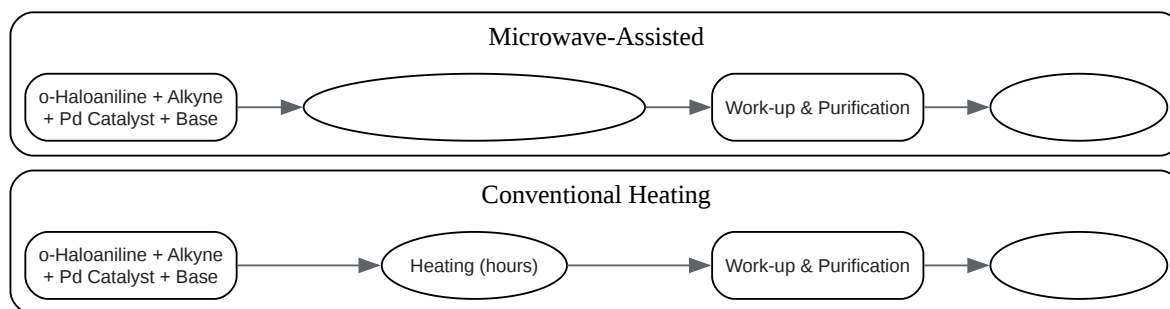 Microwave-Assisted
o-Haloaniline + Alkyne
+ Pd Catalyst + Base
Work-up & Purification
Conventional Heating
o-Haloaniline + Alkyne
+ Pd Catalyst + Base
Heating (hours)
Work-up & Purification